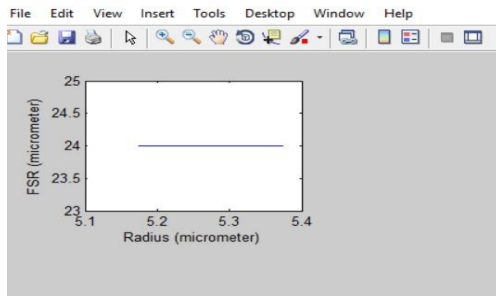 File Edit View Insert Tools Desktop Window Help
25
24.5
24
23.5
23
FSR (micrometer)
5.1 5.2 5.3 5.4
Radius (micrometer)